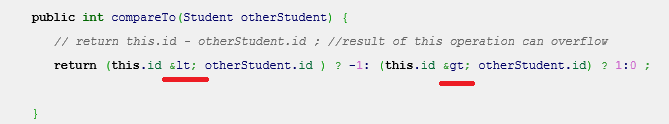 public int compareTo(Student otherStudent) {
// return this.id - otherStudent.id ; //result of this operation can overflow
return (this.id &lt; otherStudent.id ) ? -1: (this.id &gt; otherStudent.id) ? 1:0 ;
}